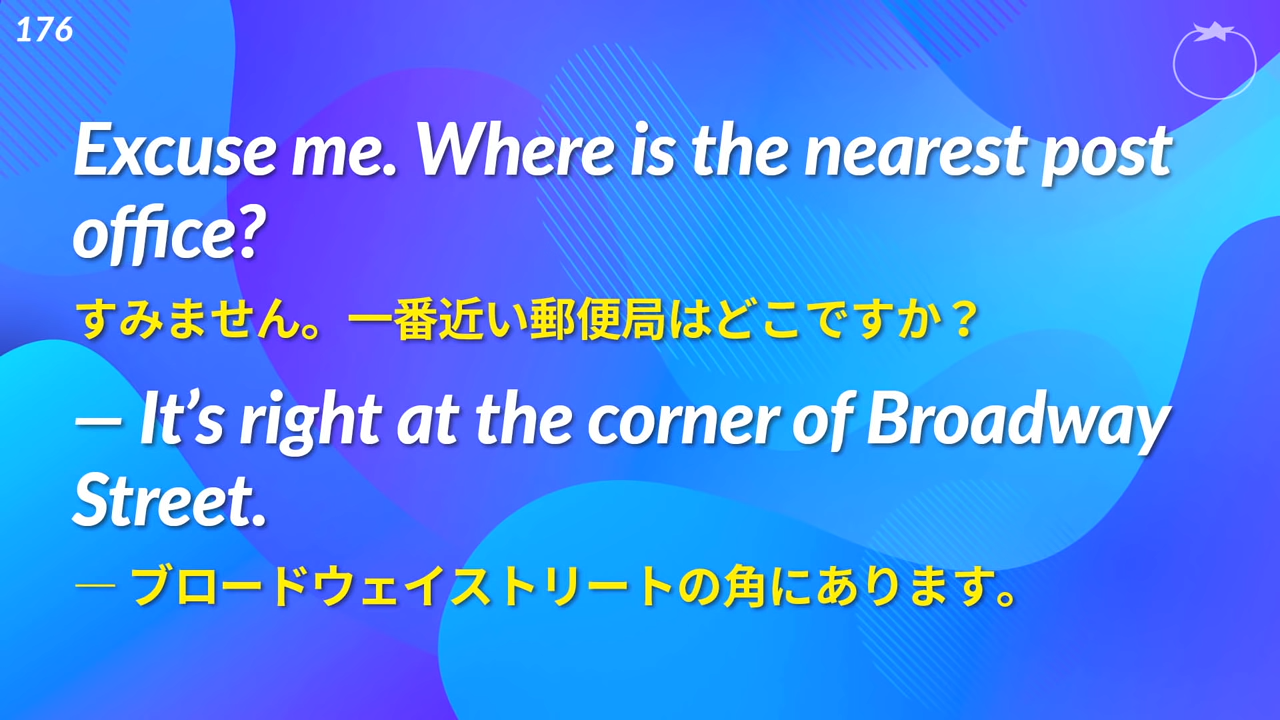 176
Excuse me. Where is the nearest post
office?
すみません。一番近い郵便局はどこですか？
— It’s right at the corner of Broadway
Street.
— ブロードウェイストリートの角にあります。